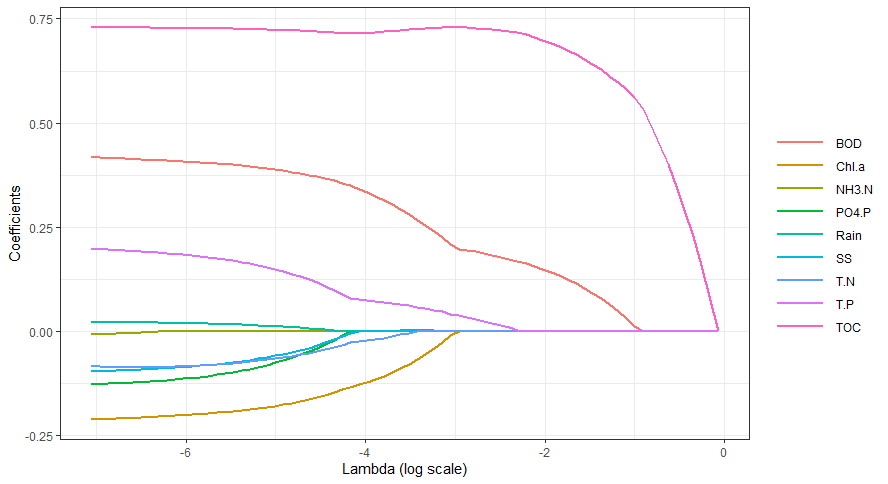 0.75
0.50
0.25
0.00
-0.25
Coefficients
-6
-4
-2
0
Lambda (log scale)
BOD
Chl.a
NH3.N
PO4.P
Rain
SS
T.N
T.P
TOC